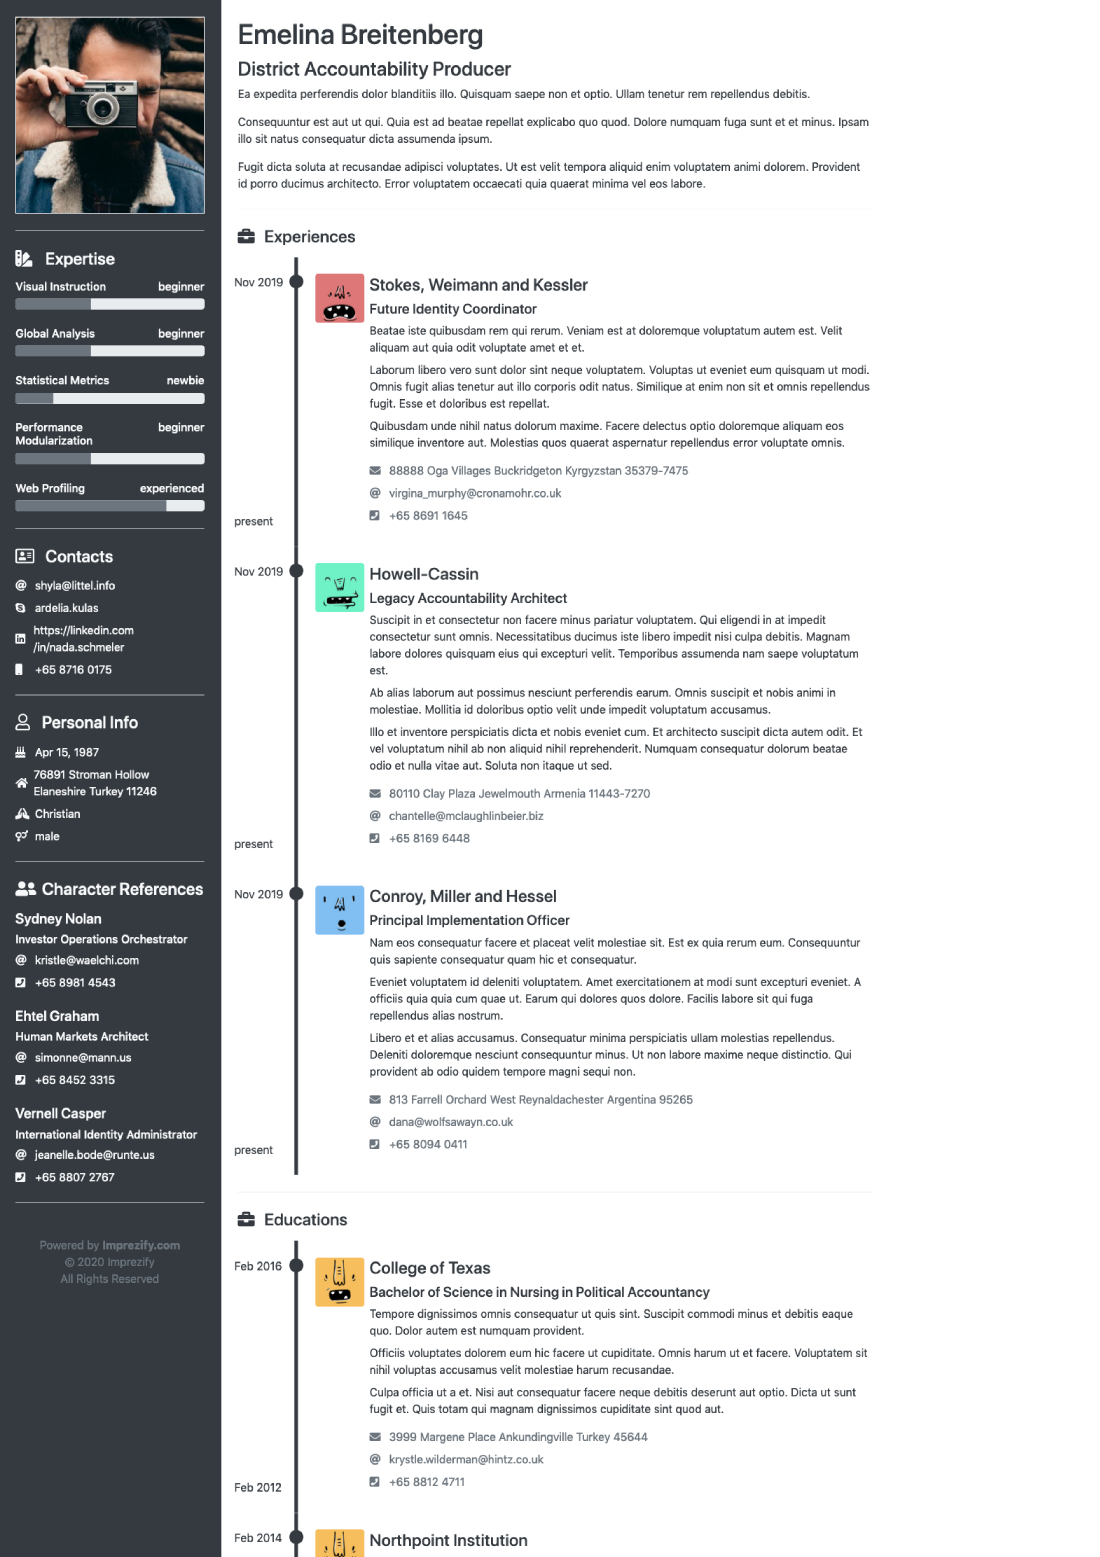 Expertise
Visual Instruction beginner
Global Analysis beginner
Statistical Metrics newbie
Performance Modularization beginner
Web Profiling experienced
Contacts
shyla@littel.info
ardelia.kulas
https://linkedin.com
/in/nada.schmeler
+65 8716 0175
Personal Info
Apr 15, 1987
76891 Stroman Hollow
Elaneshire Turkey 11246
Christian
male
Character References
Sydney Nolan
Investor Operations Orchestrator
kristle@waelchi.com
+65 8981 4543
Ehtel Graham
Human Markets Architect
simonne@mann.us
+65 8452 3315
Vernell Casper
International Identity Administrator
jeanelle.bode@runte.us
+65 8807 2767
Powered by Imprezify.com
© 2020 Imprezify
All Rights Reserved
Emelina Breitenberg
District Accountability Producer
Ea expedita perferendis dolor blanditiis illo. Quisquam saepe non et optio. Ullam tenetur rem repellendus debitis.
Consequuntur est aut ut qui. Quia est ad beatae repellat explicabo quo quod. Dolore numquam fuga sunt et et minus. Ipsam
illo sit natus consequatur dicta assumenda ipsum.
Fugit dicta soluta at recusandae adipisci voluptates. Ut est velit tempora aliquid enim voluptatem animi dolorem. Provident
id porro ducimus architecto. Error voluptatem occaecati quia quaerat minima vel eos labore.
Experiences
Nov 2019
Stokes, Weimann and Kessler
Future Identity Coordinator
Beatae iste quibusdam rem qui rerum. Veniam est at doloremque voluptatum autem est. Velit
aliquam aut quia odit voluptate amet et et.
Laborum libero vero sunt dolor sint neque voluptatem. Voluptas ut eveniet eum quisquam ut modi.
Omnis fugit alias tenetur aut illo corporis odit natus. Similique at enim non sit et omnis repellendus
fugit. Esse et doloribus est repellat.
Quibusdam unde nihil natus dolorum maxime. Facere delectus optio doloremque aliquam eos
similique inventore aut. Molestias quos quaerat aspernatur repellendus error voluptate omnis.
88888 Oga Villages Buckridgeton Kyrgyzstan 35379-7475
virgina_murphy@cronamohr.co.uk
+65 8691 1645
present
Nov 2019
Howell-Cassin
Legacy Accountability Architect
Suscipit in et consectetur non facere minus pariatur voluptatum. Qui eligendi in at impedit
consectetur sunt omnis. Necessitatibus ducimus iste libero impedit nisi culpa debitis. Magnam
labore dolores quisquam eius qui excepturi velit. Temporibus assumenda nam saepe voluptatum
est.
Ab alias laborum aut possimus nesciunt perferendis earum. Omnis suscipit et nobis animi in
molestiae. Mollitia id doloribus optio velit unde impedit voluptatum accusamus.
Illo et inventore perspiciatis dicta et nobis eveniet cum. Et architecto suscipit dicta autem odit. Et
vel voluptatum nihil ab non aliquid nihil reprehenderit. Numquam consequatur dolorum beatae
odio et nulla vitae aut. Soluta non itaque ut sed.
80110 Clay Plaza Jewelmouth Armenia 11443-7270
chantelle@mclaughlinbeier.biz
+65 8169 6448
present
Nov 2019
Conroy, Miller and Hessel
Principal Implementation Officer
Nam eos consequatur facere et placeat velit molestiae sit. Est ex quia rerum eum. Consequuntur
quis sapiente consequatur quam hic et consequatur.
Eveniet voluptatem id deleniti voluptatem. Amet exercitationem at modi sunt excepturi eveniet. A
officiis quia quia cum quae ut. Earum qui dolores quos dolore. Facilis labore sit qui fuga
repellendus alias nostrum.
Libero et et alias accusamus. Consequatur minima perspiciatis ullam molestias repellendus.
Deleniti doloremque nesciunt consequuntur minus. Ut non labore maxime neque distinctio. Qui
provident ab odio quidem tempore magni sequi non.
813 Farrell Orchard West Reynaldachester Argentina 95265
dana@wolfsawayn.co.uk
+65 8094 0411
present
Educations
Feb 2016
College of Texas
Bachelor of Science in Nursing in Political Accountancy
Tempore dignissimos omnis consequatur ut quis sint. Suscipit commodi minus et debitis eaque
quo. Dolor autem est numquam provident.
Officiis voluptates dolorem eum hic facere ut cupiditate. Omnis harum ut et facere. Voluptatem sit
nihil voluptas accusamus velit molestiae harum recusandae.
Culpa officia ut a et. Nisi aut consequatur facere neque debitis deserunt aut optio. Dicta ut sunt
fugit et. Quis totam qui magnam dignissimos cupiditate sint quod aut.
3999 Margene Place Ankundingville Turkey 45644
krystle.wilderman@hintz.co.uk
+65 8812 4711
Feb 2012
Feb 2014
Northpoint Institution